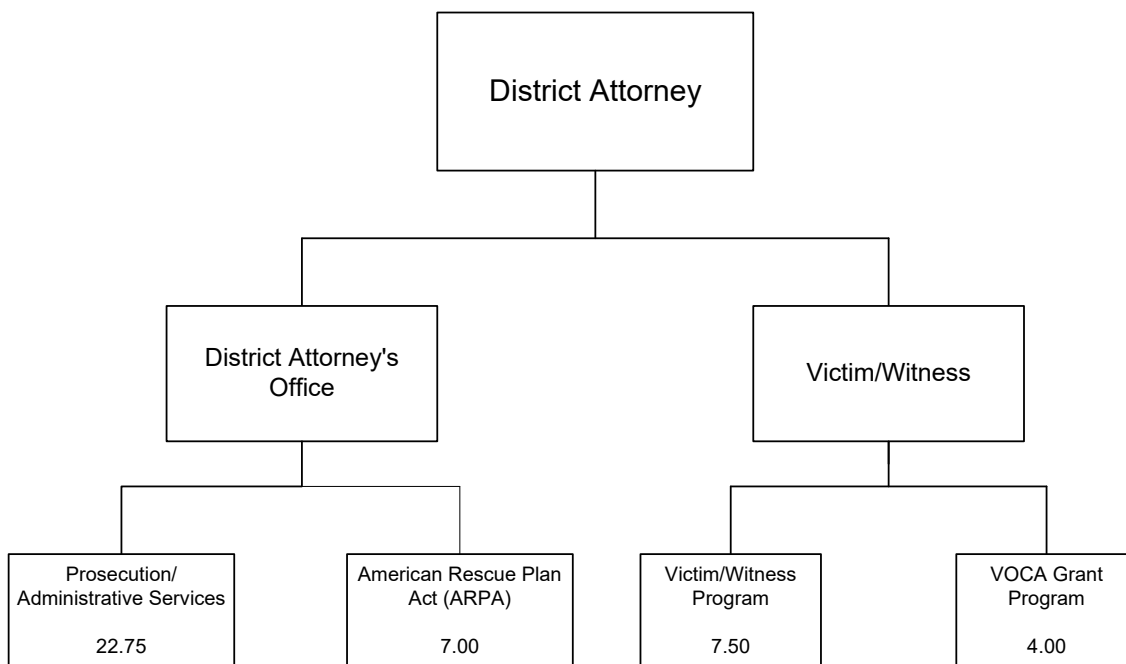 District Attorney
District Attorney's
Office
Victim/Witness
Prosecution/
Administrative Services
22.75
American Rescue Plan
Act (ARPA)
7.00
Victim/Witness
Program
7.50
VOCA Grant
Program
4.00